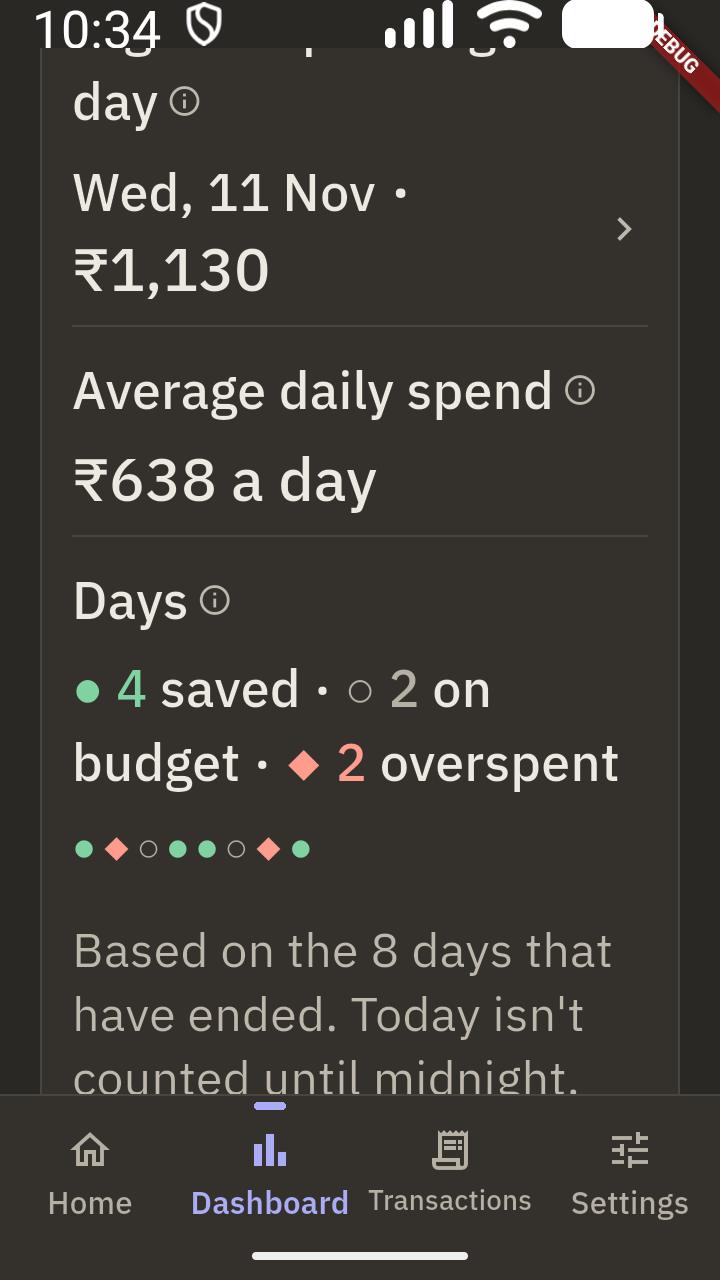 10:34
DEBUG
day
Wed, 11 Nov •
₹1,130
Average daily spend
₹638 a day
Days
● 4 saved · ○ 2 on
budget · ◆ 2 overspent
●◆○●●○◆●
Based on the 8 days that
have ended. Today isn't
counted until midnight.
Home
Dashboard
Transactions
Settings